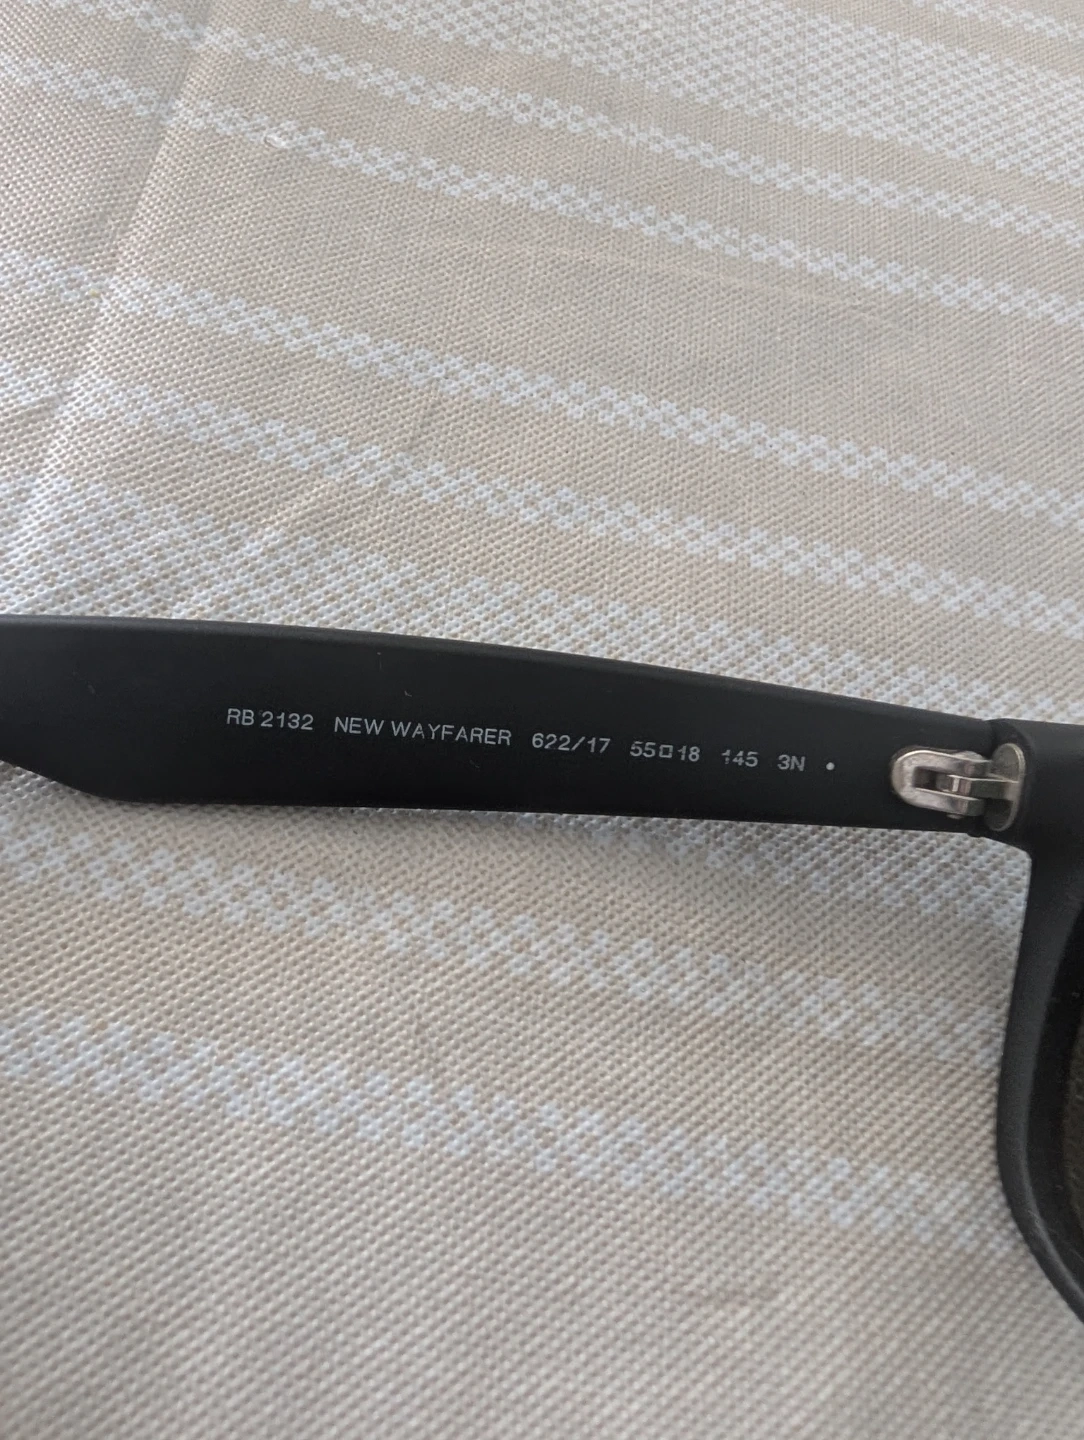 RB 2132 NEW WAYFARER 622/17 55□18 145 3N •